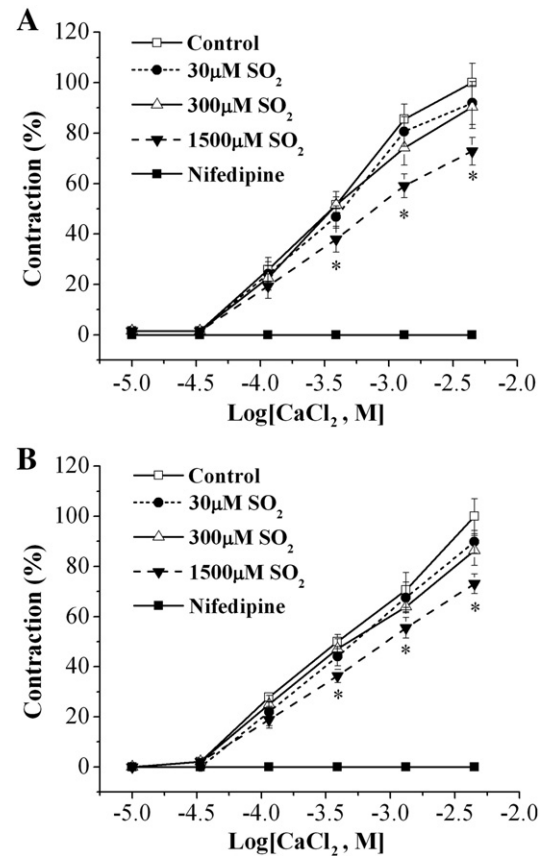 A
120
100
80
60
40
20
0
Contraction (%)
Control
30μM SO₂
300μM SO₂
1500μM SO₂
Nifedipine
*
*
*
-5.0 -4.5 -4.0 -3.5 -3.0 -2.5 -2.0
Log[CaCl₂ , M]
B
120
100
80
60
40
20
0
Contraction (%)
Control
30μM SO₂
300μM SO₂
1500μM SO₂
Nifedipine
*
*
*
-5.0 -4.5 -4.0 -3.5 -3.0 -2.5 -2.0
Log[CaCl₂ , M]